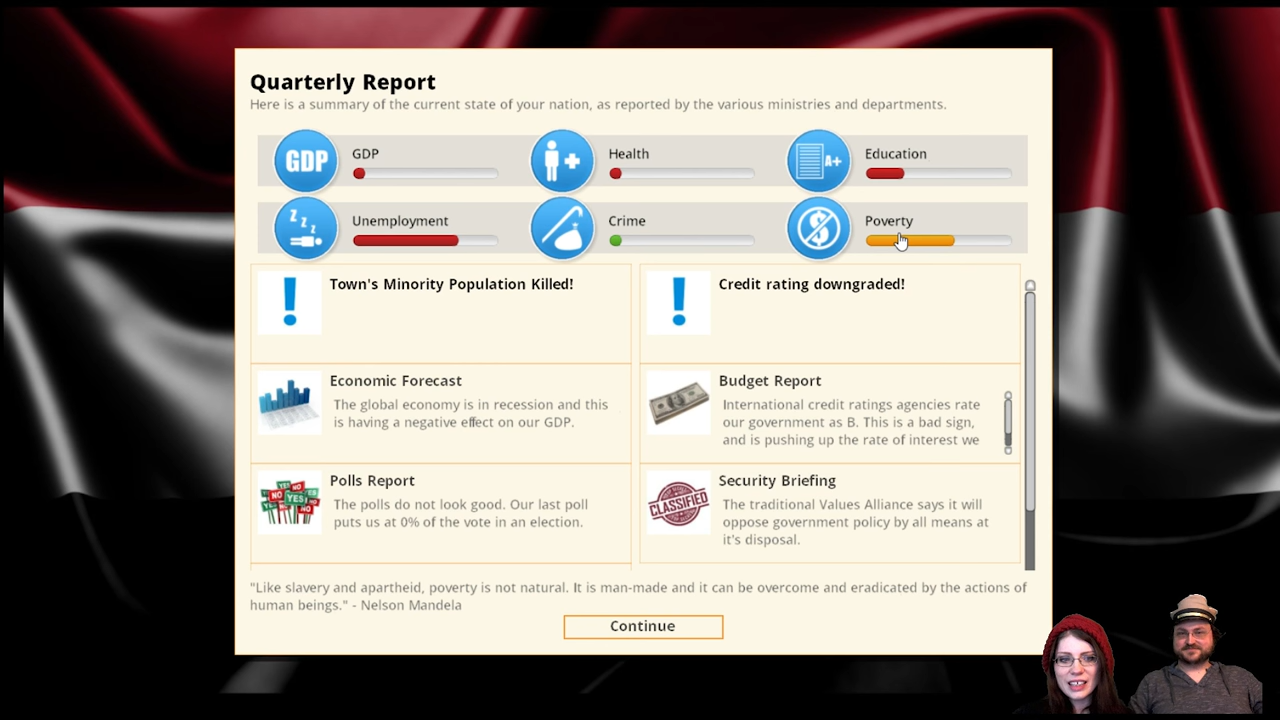 Quarterly Report
Here is a summary of the current state of your nation, as reported by the various ministries and departments.
GDP
GDP
Health
A+
Education
Z Z Z
Unemployment
Crime
$
Poverty
Town's Minority Population Killed!
Credit rating downgraded!
Economic Forecast
The global economy is in recession and this
is having a negative effect on our GDP.
Budget Report
International credit ratings agencies rate
our government as B. This is a bad sign,
and is pushing up the rate of interest we
NO YES! NO YES! NO
Polls Report
The polls do not look good. Our last poll
puts us at 0% of the vote in an election.
CLASSIFIED
Security Briefing
The traditional Values Alliance says it will
oppose government policy by all means at
it's disposal.
"Like slavery and apartheid, poverty is not natural. It is man-made and it can be overcome and eradicated by the actions of
human beings." - Nelson Mandela
Continue